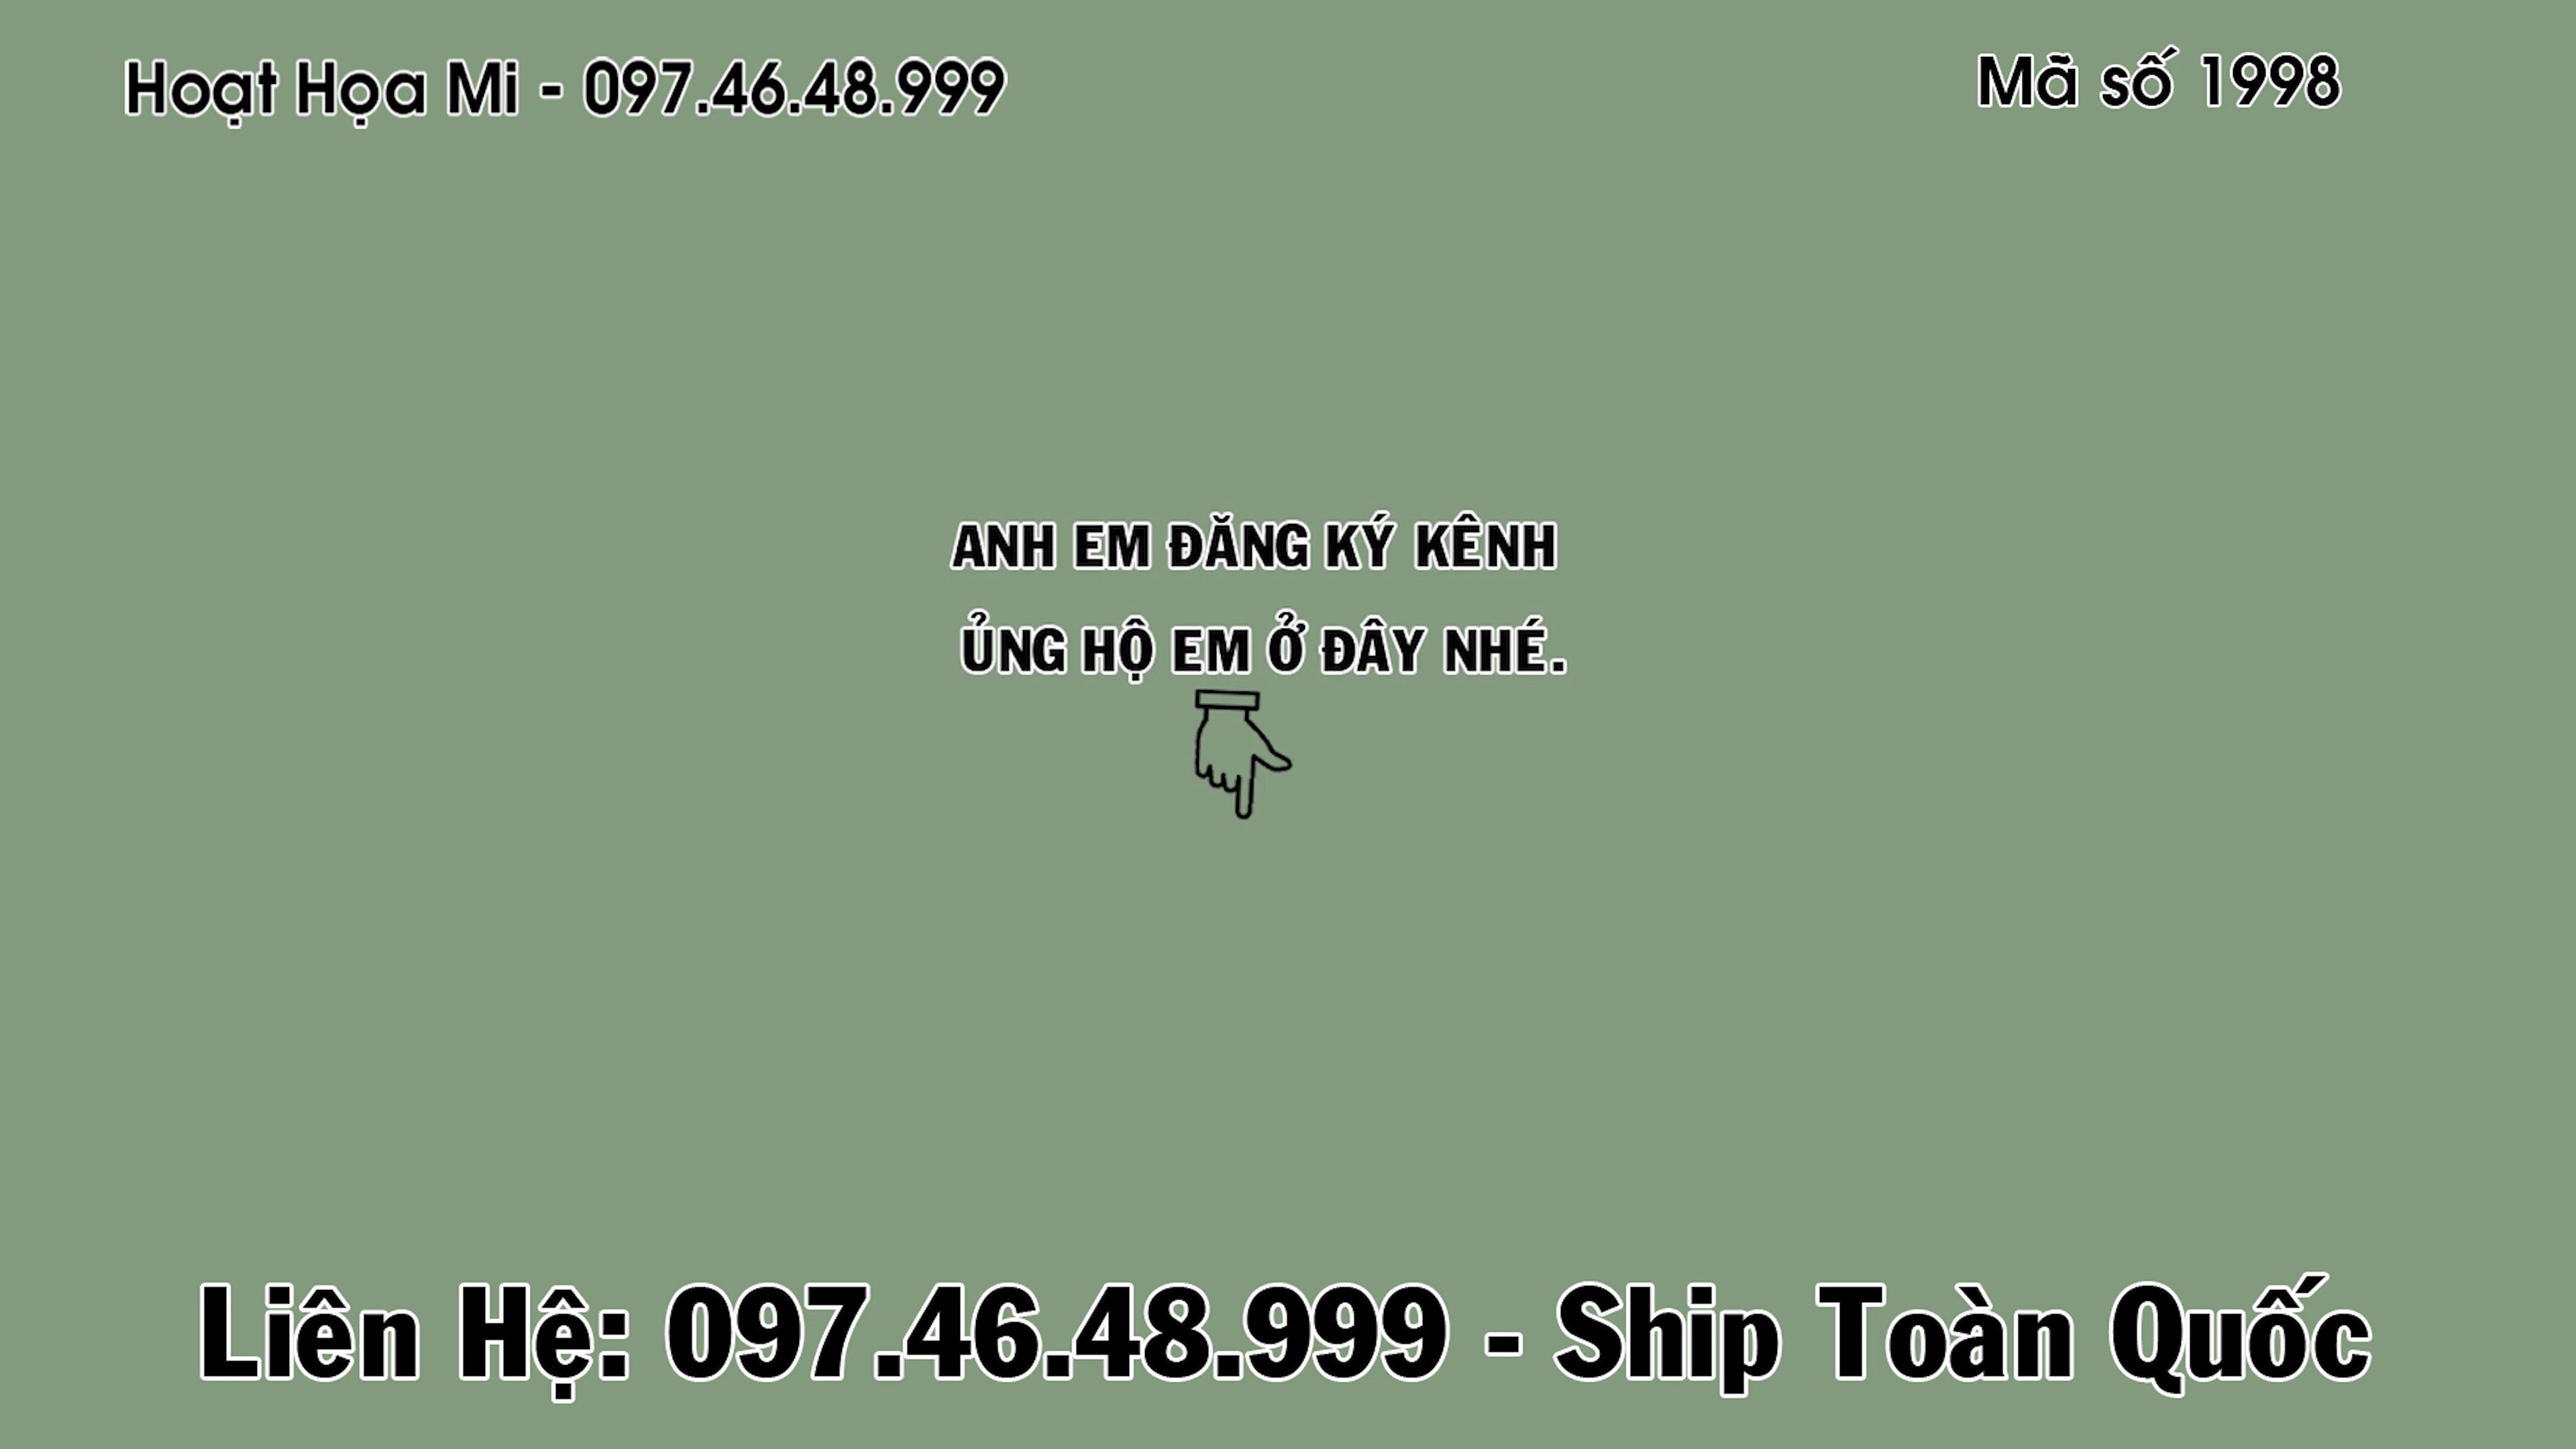 Hoạt Họa Mi - 097.46.48.999
Mã số 1998
ANH EM ĐĂNG KÝ KÊNH
ỦNG HỘ EM Ở ĐÂY NHÉ.
Liên Hệ: 097.46.48.999 - Ship Toàn Quốc